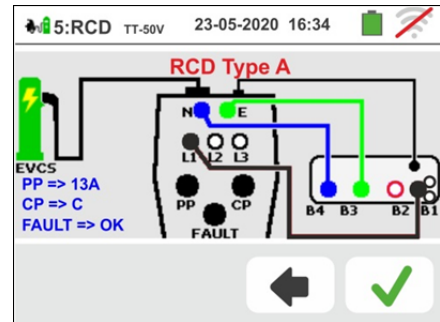 5:RCD TT-50V 23-05-2020 16:34
RCD Type A
N E
L1 L2 L3
EVCS
PP => 13A
CP => C
FAULT => OK
PP CP
FAULT
B4 B3 B2 B1